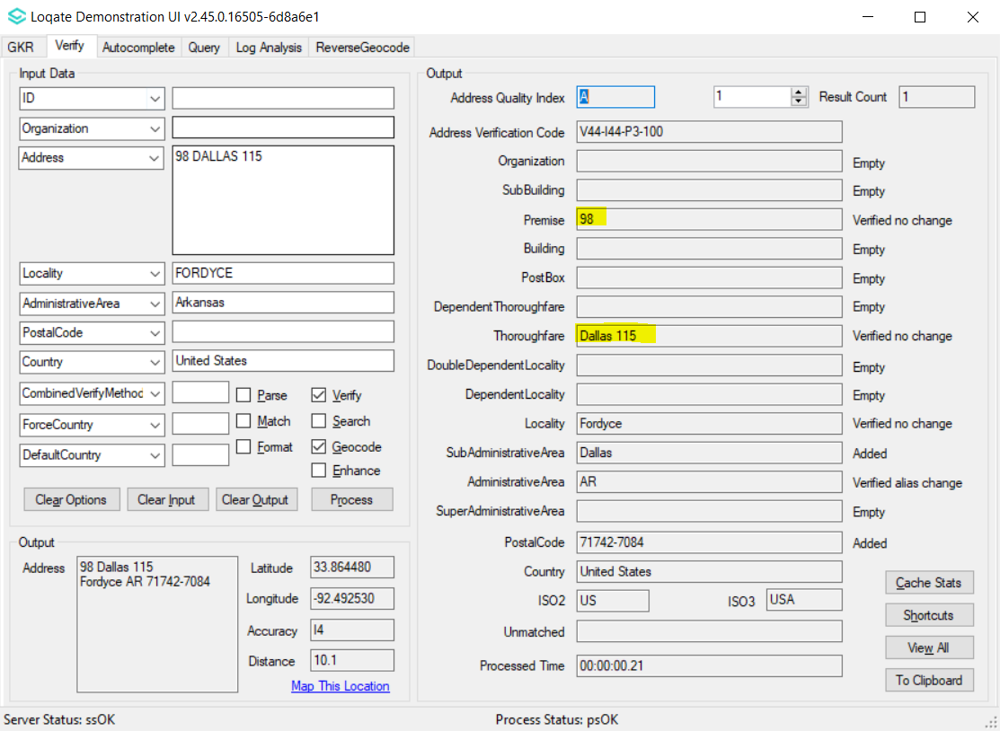 Loqate Demonstration UI v2.45.0.16505-6d8a6e1
GKR Verify Autocomplete Query Log Analysis ReverseGeocode
Input Data
ID
Organization
Address 98 DALLAS 115
Locality FORDYCE
AdministrativeArea Arkansas
PostalCode
Country United States
CombinedVerifyMethod Parse Verify
ForceCountry Match Search
DefaultCountry Format Geocode
Enhance
Clear Options Clear Input Clear Output Process
Output
Address 98 Dallas 115
Fordyce AR 71742-7084
Latitude 33.864480
Longitude -92.492530
Accuracy I4
Distance 10.1
Map This Location
Output
Address Quality Index A 1 Result Count 1
Address Verification Code V44-I44-P3-100
Organization Empty
SubBuilding Empty
Premise 98 Verified no change
Building Empty
PostBox Empty
DependentThoroughfare Empty
Thoroughfare Dallas 115 Verified no change
DoubleDependentLocality Empty
DependentLocality Empty
Locality Fordyce Verified no change
SubAdministrativeArea Dallas Added
AdministrativeArea AR Verified alias change
SuperAdministrativeArea Empty
PostalCode 71742-7084 Added
Country United States
ISO2 US ISO3 USA
Unmatched
Processed Time 00:00:00.21
Cache Stats
Shortcuts
View All
To Clipboard
Server Status: ssOK Process Status: psOK